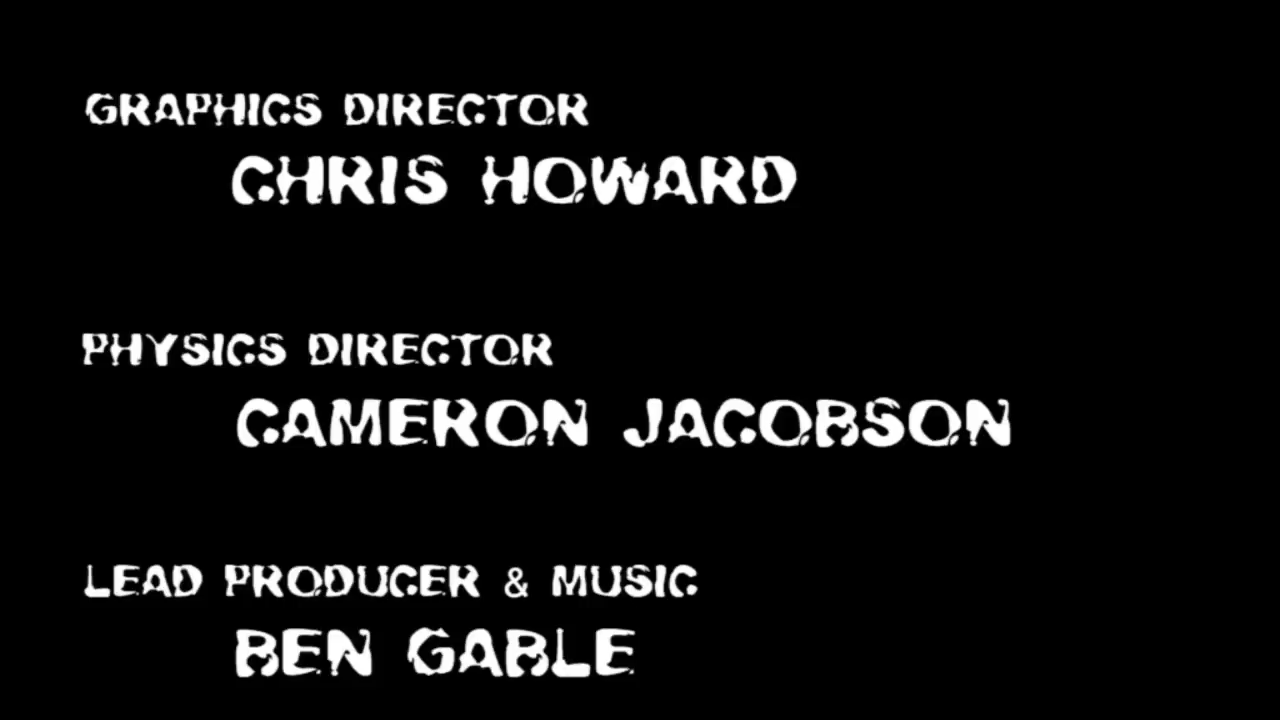 GRAPHICS DIRECTOR
CHRIS HOWARD
PHYSICS DIRECTOR
CAMERON JACOBSON
LEAD PRODUCER & MUSIC
BEN GABLE